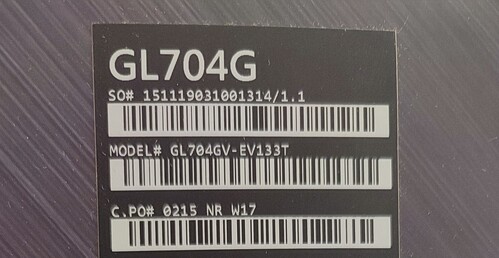 GL704G
SO# 151119031001314/1.1
MODEL# GL704GV-EV133T
C.PO# 0215 NR W17